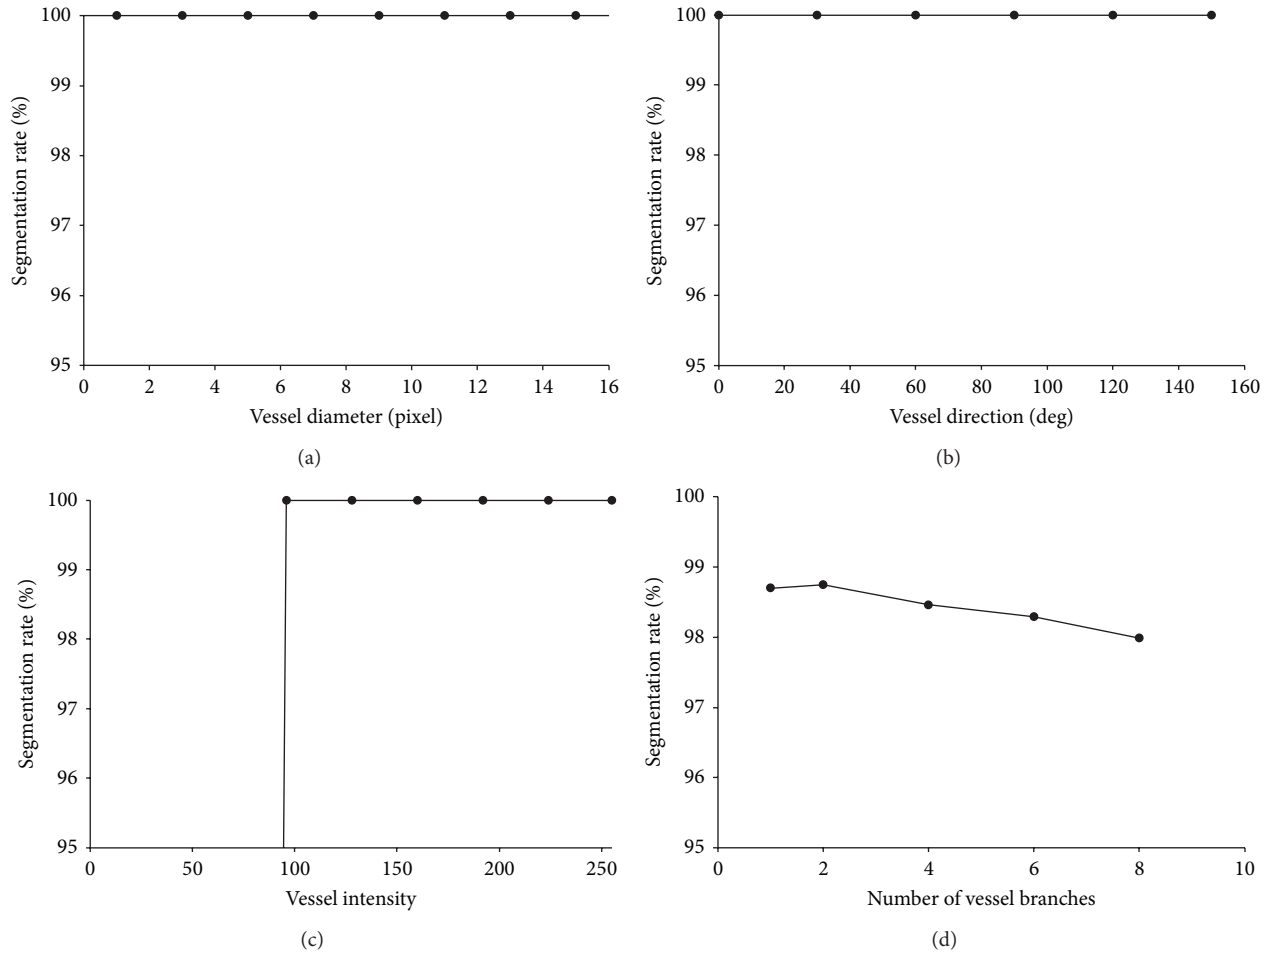 100
99
98
97
96
95
Segmentation rate (%)
0 2 4 6 8 10 12 14 16
Vessel diameter (pixel)
(a)
100
99
98
97
96
95
Segmentation rate (%)
0 20 40 60 80 100 120 140 160
Vessel direction (deg)
(b)
100
99
98
97
96
95
Segmentation rate (%)
0 50 100 150 200 250
Vessel intensity
(c)
100
99
98
97
96
95
Segmentation rate (%)
0 2 4 6 8 10
Number of vessel branches
(d)